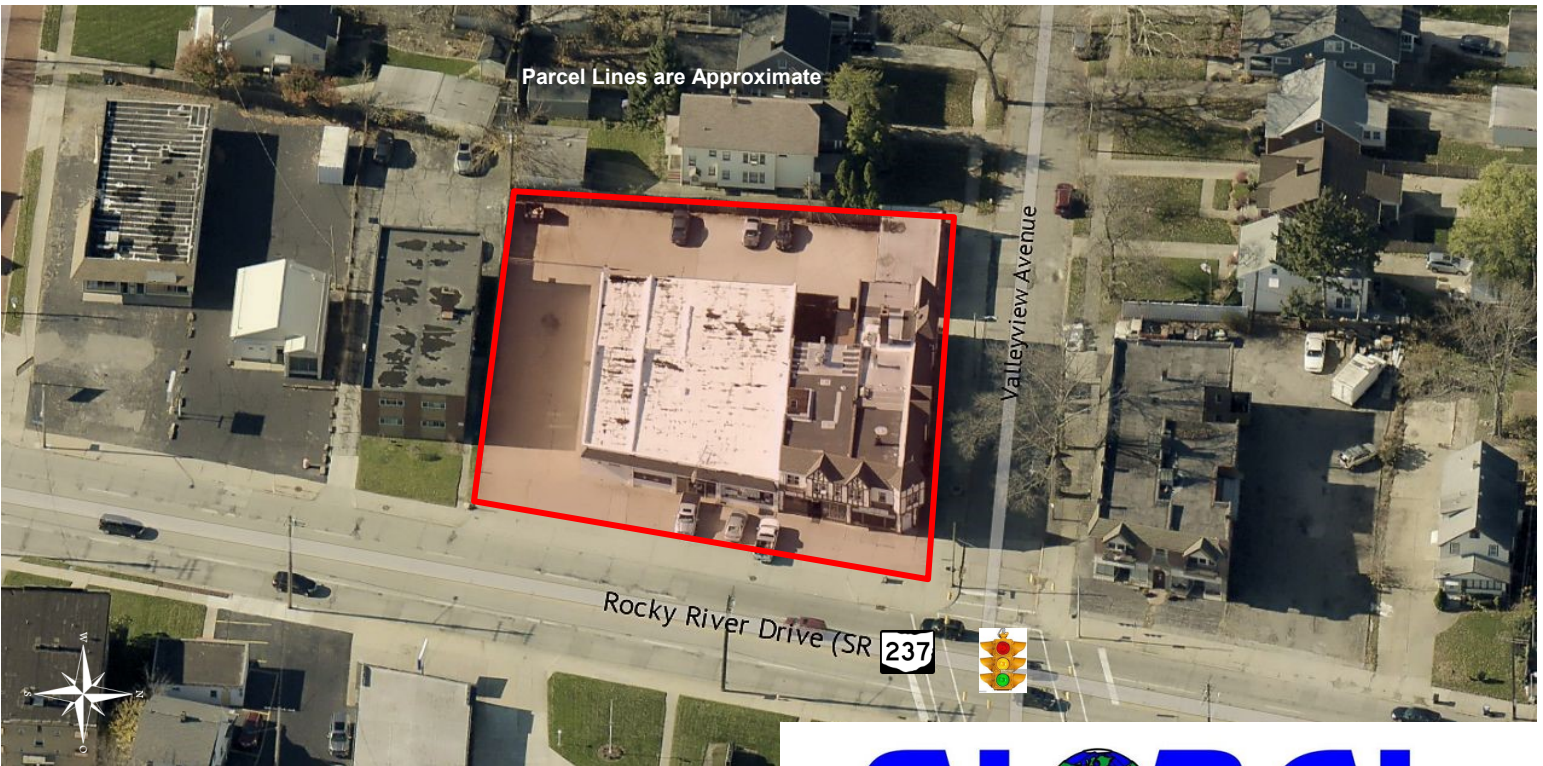 Parcel Lines are Approximate
Valleyview Avenue
Rocky River Drive (SR
237
W
S
N